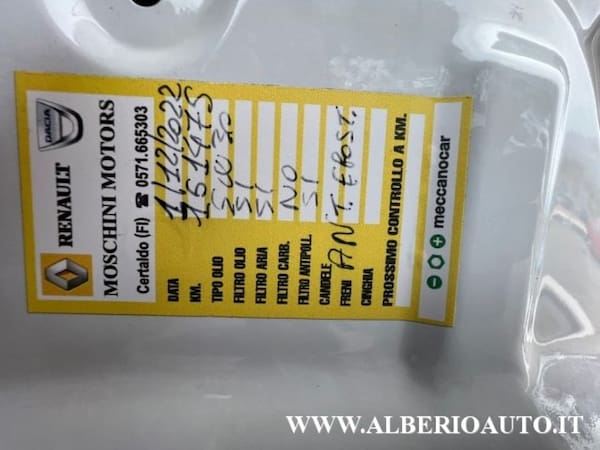 RENAULT DACIA
MOSCHINI MOTORS
Certaldo (FI) ☎ 0571.665303
DATA 1/12/2022
KM. 151475
TIPO OLIO 5W30
FILTRO OLIO SI
FILTRO ARIA SI
FILTRO CARB. NO
FILTRO ANTIPOLL. SI
CANDELE
FRENI ANT. E POST.
CINGHIA
PROSSIMO CONTROLLO A KM.
meccanocar
WWW.ALBERIOAUTO.IT